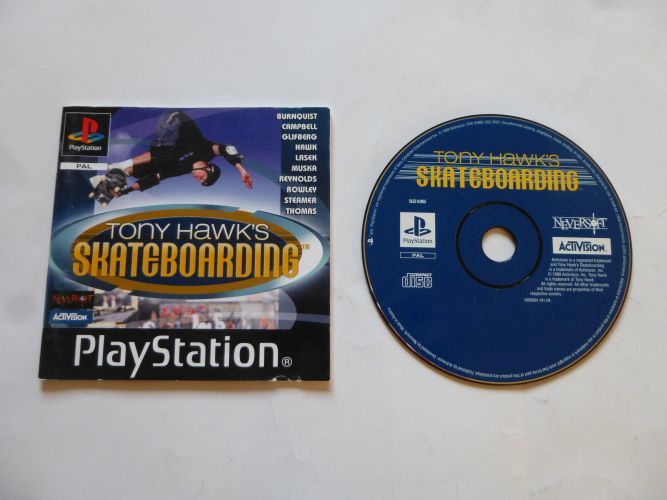 PlayStation
PAL
BURNQUIST
CAMPBELL
GLIFBERG
HAWK
LASEK
MUSKA
REYNOLDS
ROWLEY
STEAMER
THOMAS
TONY HAWK'S
SKATEBOARDING™
NEVERSOFT
ACTIVISION
PlayStation®
TONY HAWK'S
SKATEBOARDING
PlayStation
PAL
NEVERSOFT
ACTIVISION
COMPACT
disc
Activision is a registered trademark
and Tony Hawk's Skateboarding
is a trademark of Activision, Inc.
© 1999 Activision, Inc. Tony Hawk
is a trademark of Tony Hawk.
All rights reserved. All other trademarks
and trade names are properties of their
respective owners.